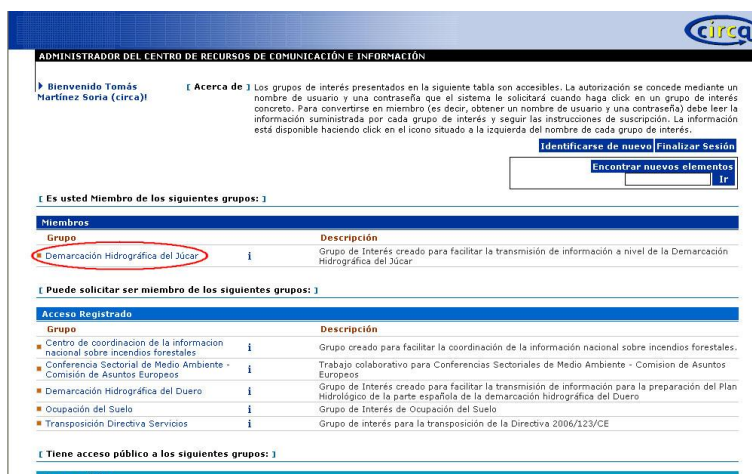 circa
ADMINISTRADOR DEL CENTRO DE RECURSOS DE COMUNICACIÓN E INFORMACIÓN
Bienvenido Tomás
Martínez Soria (circa)!
[ Acerca de ] Los grupos de interés presentados en la siguiente tabla son accesibles. La autorización se concede mediante un
nombre de usuario y una contraseña que el sistema le solicitará cuando haga click en un grupo de interés
concreto. Para convertirse en miembro (es decir, obtener un nombre de usuario y una contraseña) debe leer la
información suministrada por cada grupo de interés y seguir las instrucciones de suscripción. La información
está disponible haciendo click en el icono situado a la izquierda del nombre de cada grupo de interés.
Identificarse de nuevo Finalizar Sesión
Encontrar nuevos elementos
Ir
[ Es usted Miembro de los siguientes grupos: ]
Miembros
Grupo Descripción
Demarcación Hidrográfica del Júcar i Grupo de Interés creado para facilitar la transmisión de información a nivel de la Demarcación
Hidrográfica del Júcar
[ Puede solicitar ser miembro de los siguientes grupos: ]
Acceso Registrado
Grupo Descripción
Centro de coordinacion de la informacion
nacional sobre incendios forestales i Grupo creado para facilitar la coordinación de la información nacional sobre incendios forestales.
Conferencia Sectorial de Medio Ambiente -
Comisión de Asuntos Europeos i Trabajo colaborativo para Conferencias Sectoriales de Medio Ambiente - Comision de Asuntos
Europeos
Demarcación Hidrográfica del Duero i Grupo de Interés creado para facilitar la transmisión de información para la preparación del Plan
Hidrológico de la parte española de la demarcación hidrográfica del Duero
Ocupación del Suelo i Grupo de Interés de Ocupación del Suelo
Transposición Directiva Servicios i Grupo de interés para la transposición de la Directiva 2006/123/CE
[ Tiene acceso público a los siguientes grupos: ]